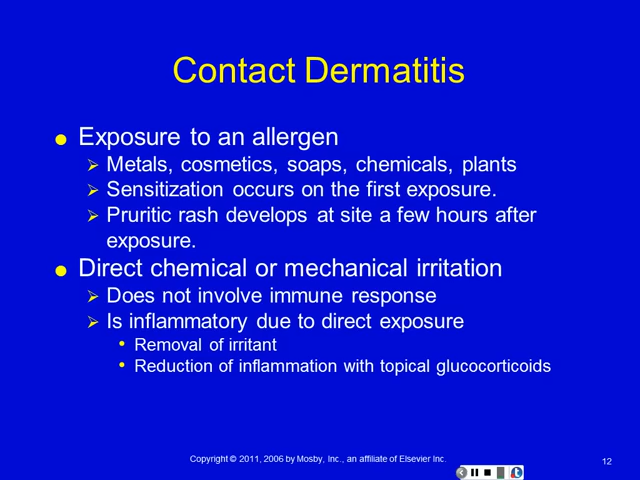 Contact Dermatitis
Exposure to an allergen
Metals, cosmetics, soaps, chemicals, plants
Sensitization occurs on the first exposure.
Pruritic rash develops at site a few hours after
exposure.
Direct chemical or mechanical irritation
Does not involve immune response
Is inflammatory due to direct exposure
Removal of irritant
Reduction of inflammation with topical glucocorticoids
Copyright © 2011, 2006 by Mosby, Inc., an affiliate of Elsevier Inc.
12